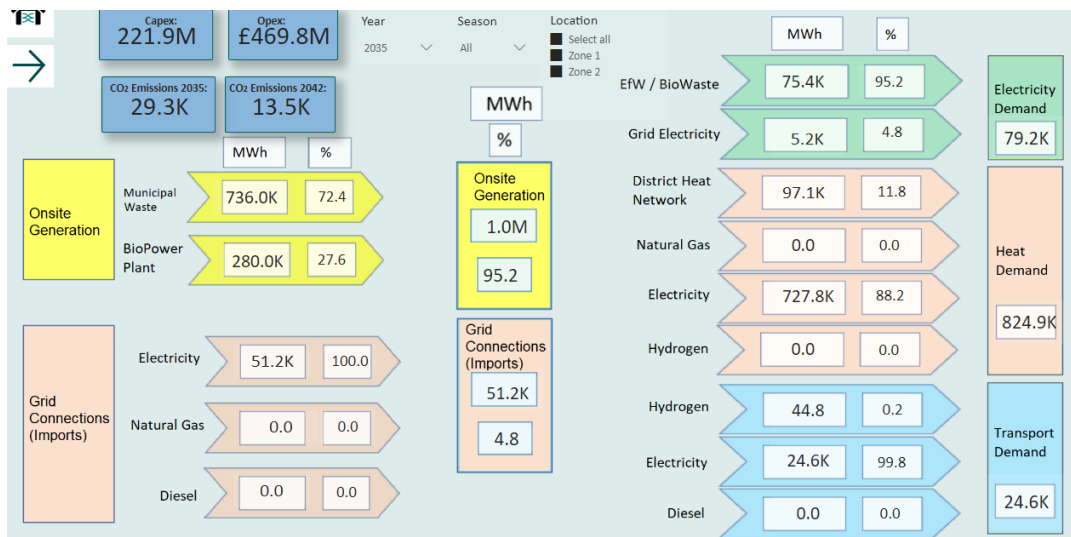 Capex:
221.9M
Opex:
£469.8M
CO₂ Emissions 2035:
29.3K
CO₂ Emissions 2042:
13.5K
Year
2035
Season
All
Location
Select all
Zone 1
Zone 2
MWh
%
Onsite
Generation
Municipal
Waste
736.0K
72.4
BioPower
Plant
280.0K
27.6
Grid
Connections
(Imports)
Electricity
51.2K
100.0
Natural Gas
0.0
0.0
Diesel
0.0
0.0
MWh
%
Onsite
Generation
1.0M
95.2
Grid
Connections
(Imports)
51.2K
4.8
MWh
%
EfW / BioWaste
75.4K
95.2
Grid Electricity
5.2K
4.8
Electricity
Demand
79.2K
District Heat
Network
97.1K
11.8
Natural Gas
0.0
0.0
Electricity
727.8K
88.2
Hydrogen
0.0
0.0
Heat
Demand
824.9K
Hydrogen
44.8
0.2
Electricity
24.6K
99.8
Diesel
0.0
0.0
Transport
Demand
24.6K